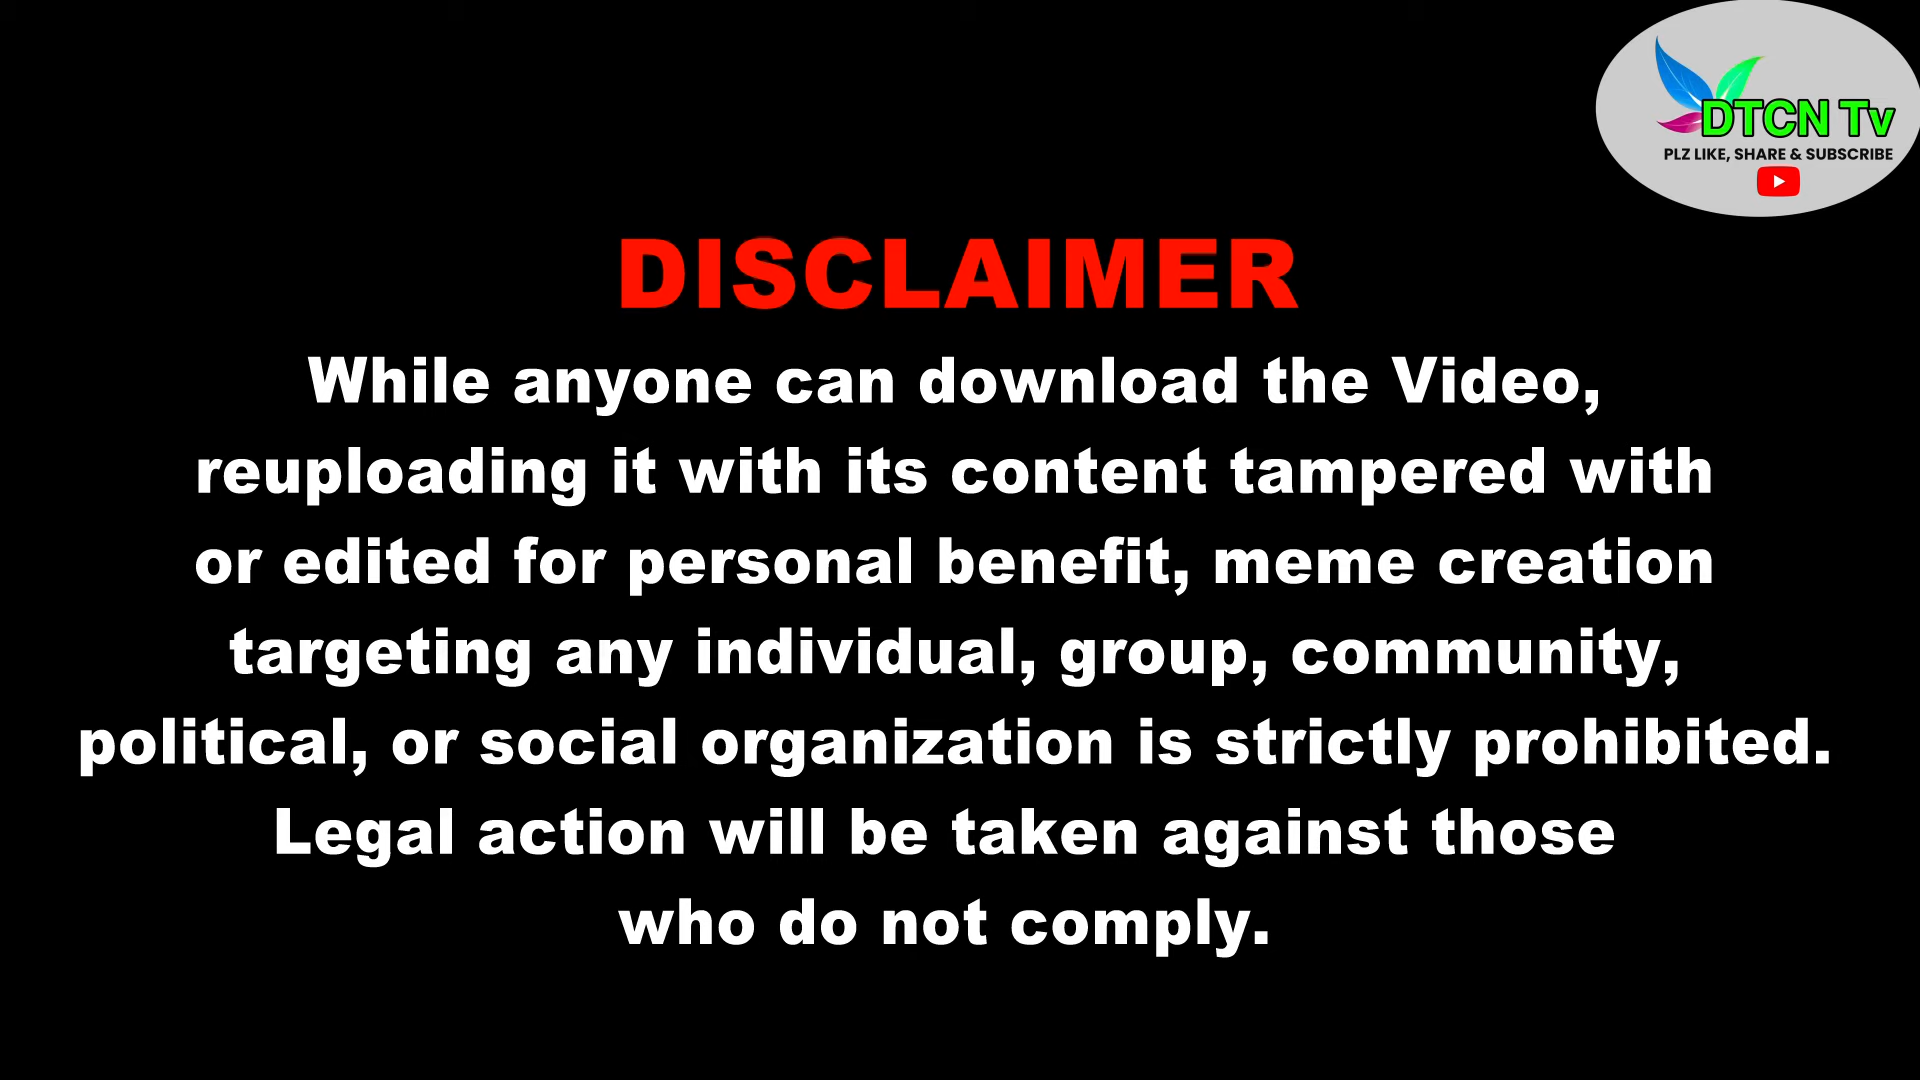 DTCN Tv
PLZ LIKE, SHARE & SUBSCRIBE
DISCLAIMER
While anyone can download the Video,
reuploading it with its content tampered with
or edited for personal benefit, meme creation
targeting any individual, group, community,
political, or social organization is strictly prohibited.
Legal action will be taken against those
who do not comply.